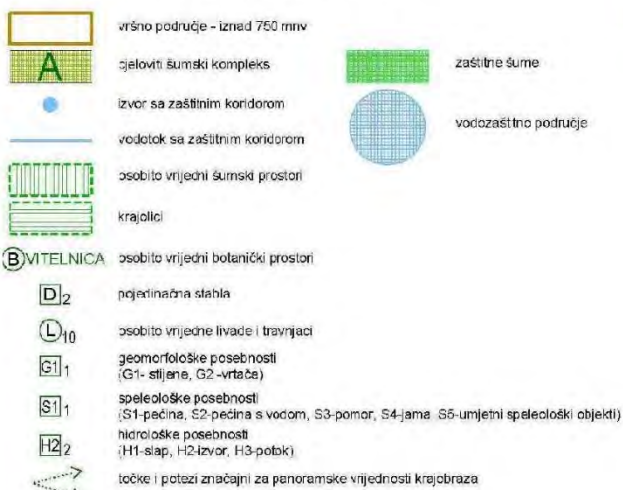 vršno područje - iznad 750 mnv
A cjeloviti šumski kompleks
izvor sa zaštitnim koridorom
vodotok sa zaštitnim koridorom
osobito vrijedni šumski prostori
krajolici
B VITELNICA osobito vrijedni botanički prostori
D 2 pojedinačna stabla
L 10 osobito vrijedne livade i travnjaci
G1 1 geomorfološke posebnosti
(G1- stijene, G2 -vrtača)
S1 1 speleološke posebnosti
(S1-pećina, S2-pećina s vodom, S3-pomor, S4-jama S5-umjetni speleološki objekti)
H2 2 hidrološke posebnosti
(H1-slap, H2-izvor, H3-potok)
točke i potezi značajni za panoramske vrijednosti krajobraza
zaštitne šume
vodozaštitno područje